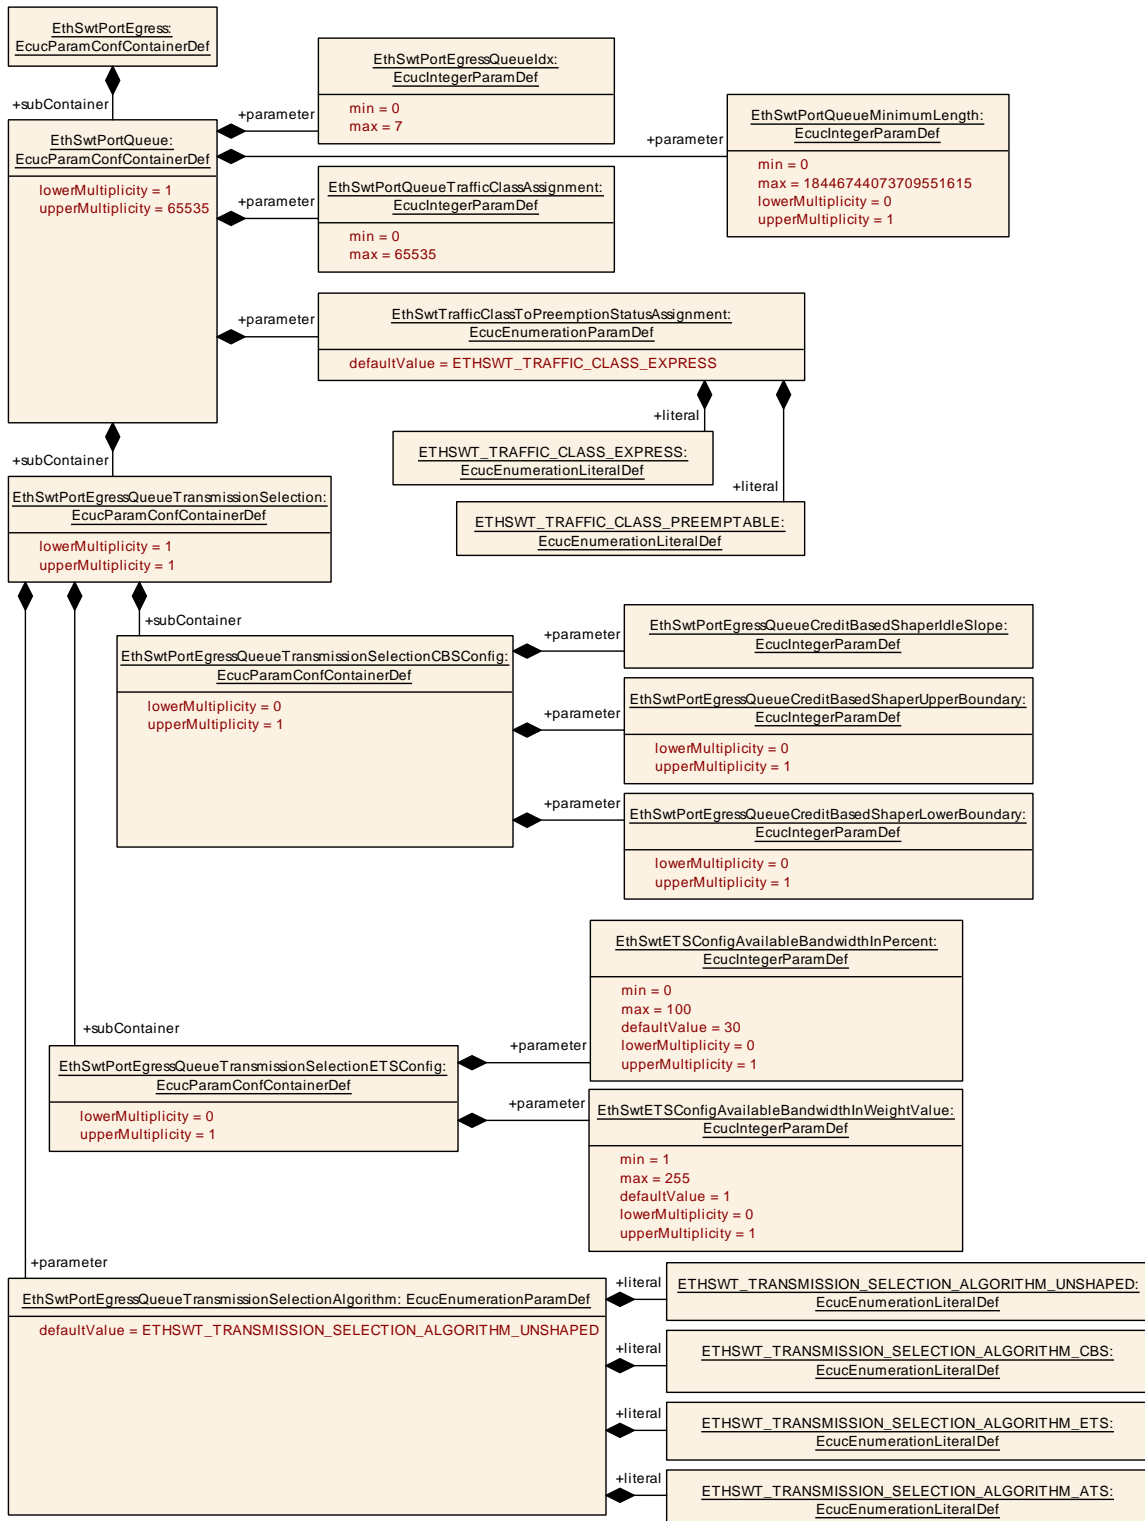 EthSwtPortEgress:
EcucParamConfContainerDef
+subContainer
EthSwtPortQueue:
EcucParamConfContainerDef
lowerMultiplicity = 1
upperMultiplicity = 65535
+parameter
EthSwtPortEgressQueueIdx:
EcucIntegerParamDef
min = 0
max = 7
+parameter
EthSwtPortQueueMinimumLength:
EcucIntegerParamDef
min = 0
max = 18446744073709551615
lowerMultiplicity = 0
upperMultiplicity = 1
+parameter
EthSwtPortQueueTrafficClassAssignment:
EcucIntegerParamDef
min = 0
max = 65535
+parameter
EthSwtTrafficClassToPreemptionStatusAssignment:
EcucEnumerationParamDef
defaultValue = ETHSWT_TRAFFIC_CLASS_EXPRESS
+literal
ETHSWT_TRAFFIC_CLASS_EXPRESS:
EcucEnumerationLiteralDef
+literal
ETHSWT_TRAFFIC_CLASS_PREEMPTABLE:
EcucEnumerationLiteralDef
+subContainer
EthSwtPortEgressQueueTransmissionSelection:
EcucParamConfContainerDef
lowerMultiplicity = 1
upperMultiplicity = 1
+subContainer
EthSwtPortEgressQueueTransmissionSelectionCBSConfig:
EcucParamConfContainerDef
lowerMultiplicity = 0
upperMultiplicity = 1
+parameter
EthSwtPortEgressQueueCreditBasedShaperIdleSlope:
EcucIntegerParamDef
+parameter
EthSwtPortEgressQueueCreditBasedShaperUpperBoundary:
EcucIntegerParamDef
lowerMultiplicity = 0
upperMultiplicity = 1
+parameter
EthSwtPortEgressQueueCreditBasedShaperLowerBoundary:
EcucIntegerParamDef
lowerMultiplicity = 0
upperMultiplicity = 1
+subContainer
EthSwtPortEgressQueueTransmissionSelectionETSConfig:
EcucParamConfContainerDef
lowerMultiplicity = 0
upperMultiplicity = 1
+parameter
EthSwtETSConfigAvailableBandwidthInPercent:
EcucIntegerParamDef
min = 0
max = 100
defaultValue = 30
lowerMultiplicity = 0
upperMultiplicity = 1
+parameter
EthSwtETSConfigAvailableBandwidthInWeightValue:
EcucIntegerParamDef
min = 1
max = 255
defaultValue = 1
lowerMultiplicity = 0
upperMultiplicity = 1
+parameter
EthSwtPortEgressQueueTransmissionSelectionAlgorithm: EcucEnumerationParamDef
defaultValue = ETHSWT_TRANSMISSION_SELECTION_ALGORITHM_UNSHAPED
+literal
ETHSWT_TRANSMISSION_SELECTION_ALGORITHM_UNSHAPED:
EcucEnumerationLiteralDef
+literal
ETHSWT_TRANSMISSION_SELECTION_ALGORITHM_CBS:
EcucEnumerationLiteralDef
+literal
ETHSWT_TRANSMISSION_SELECTION_ALGORITHM_ETS:
EcucEnumerationLiteralDef
+literal
ETHSWT_TRANSMISSION_SELECTION_ALGORITHM_ATS:
EcucEnumerationLiteralDef